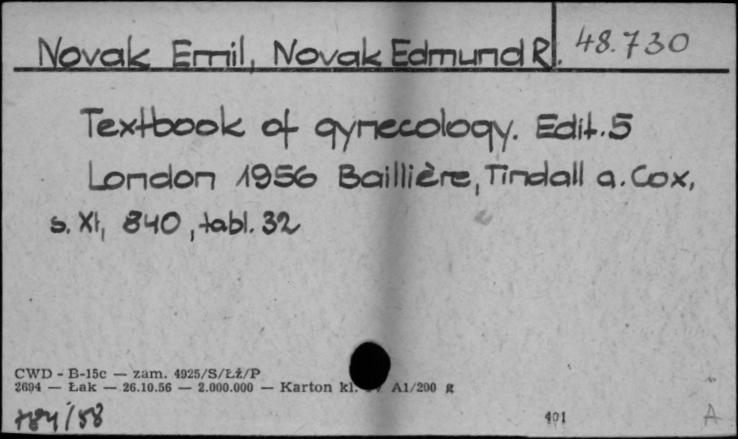 Novak Emil, Novak Edmund R. 48.730
Textbook of gynecology. Edit. 5
London 1956 Baillière, Tindall a. Cox,
s. XI, 840, tabl. 32
CWD - B-15c — zam. 4925/S/Łż/P
2694 — Łak — 26.10.56 — 2.000.000 — Karton kl. A1/200 g
784/58
401
A